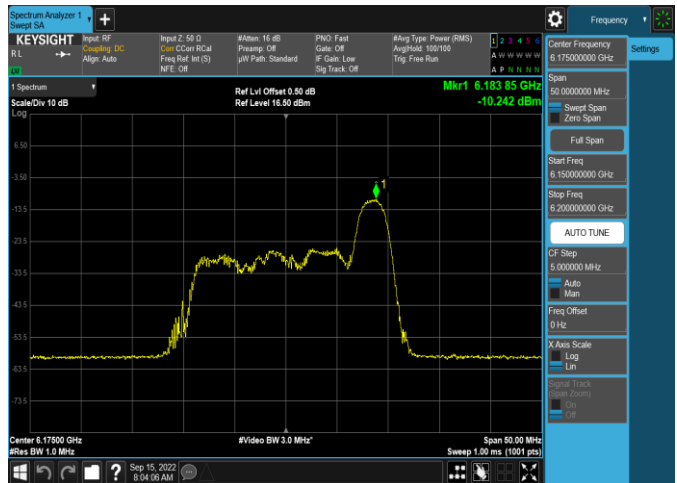 Spectrum Analyzer 1
Swept SA
Frequency
KEYSIGHT
RL
LW
Input: RF
Coupling: DC
Align: Auto
Input Z: 50 Ω
Corr CCorr RCal
Freq Ref: Int (S)
NFE: Off
#Atten: 16 dB
Preamp: Off
µW Path: Standard
PNO: Fast
Gate: Off
IF Gain: Low
Sig Track: Off
#Avg Type: Power (RMS)
Avg|Hold: 100/100
Trig: Free Run
1 2 3 4 5 6
A W W W W W
A P N N N N
1 Spectrum
Scale/Div 10 dB
Log
Ref Lvl Offset 0.50 dB
Ref Level 16.50 dBm
Mkr1 6.183 85 GHz
-10.242 dBm
1
6.50
-3.50
-13.5
-23.5
-33.5
-43.5
-53.5
-63.5
-73.5
Center 6.17500 GHz
#Res BW 1.0 MHz
#Video BW 3.0 MHz*
Span 50.00 MHz
Sweep 1.00 ms (1001 pts)
?
Sep 15, 2022
8:04:06 AM
Center Frequency
6.175000000 GHz
Span
50.0000000 MHz
Swept Span
Zero Span
Full Span
Start Freq
6.150000000 GHz
Stop Freq
6.200000000 GHz
AUTO TUNE
CF Step
5.000000 MHz
Auto
Man
Freq Offset
0 Hz
X Axis Scale
Log
Lin
Signal Track
(Span Zoom)
On
Off
Settings